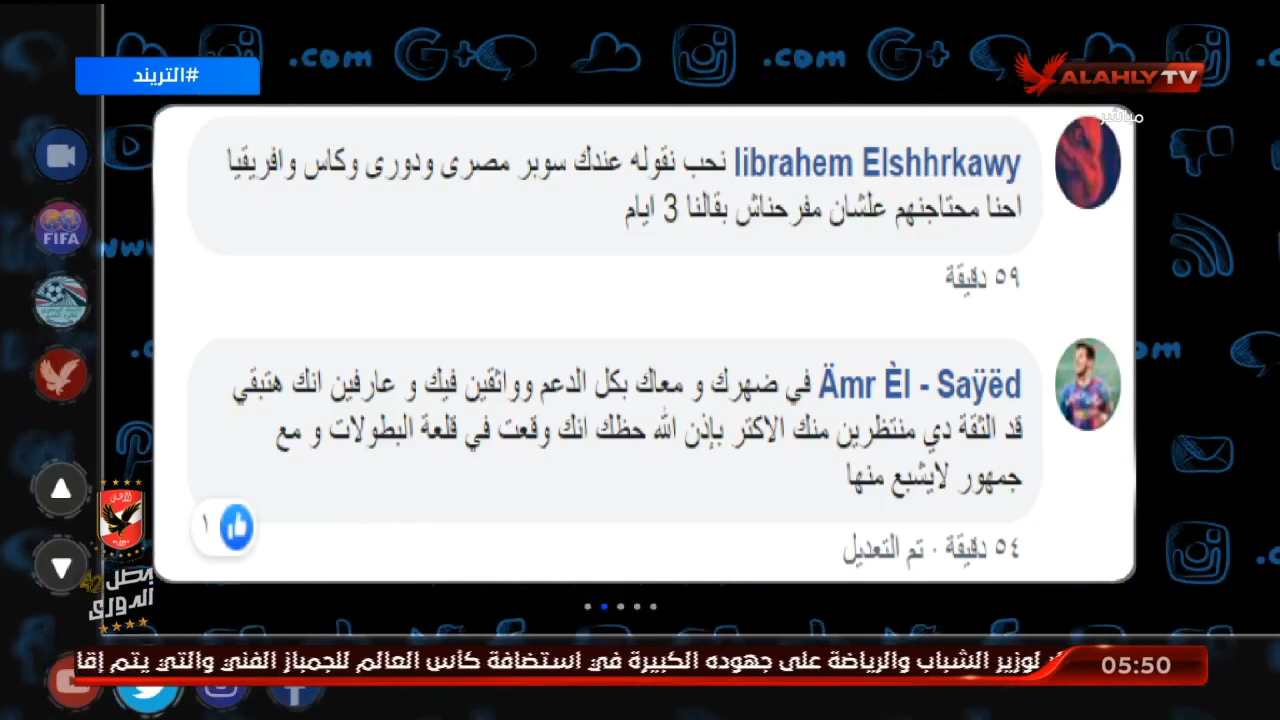 #التريند
ALAHLY TV
مباشر
Iibrahem Elshhrkawy نحب نقوله عندك سوبر مصرى ودورى وكاس وافريقيا
احنا محتاجنهم علشان مفرحناش بقالنا 3 ايام
٥٩ دقيقة
Ämr Èl - Saÿëd في ضهرك و معاك بكل الدعم وواثقين فيك و عارفين انك هتبقي
قد الثقة دي منتظرين منك الاكتر بإذن الله حظك انك وقعت في قلعة البطولات و مع
جمهور لايشبع منها
١
٥٤ دقيقة · تم التعديل
FIFA
بطل
الدورى
لوزير الشباب والرياضة على جهوده الكبيرة في استضافة كأس العالم للجمباز الفني والتي يتم إقا
05:50
.com
G+
.com
G+